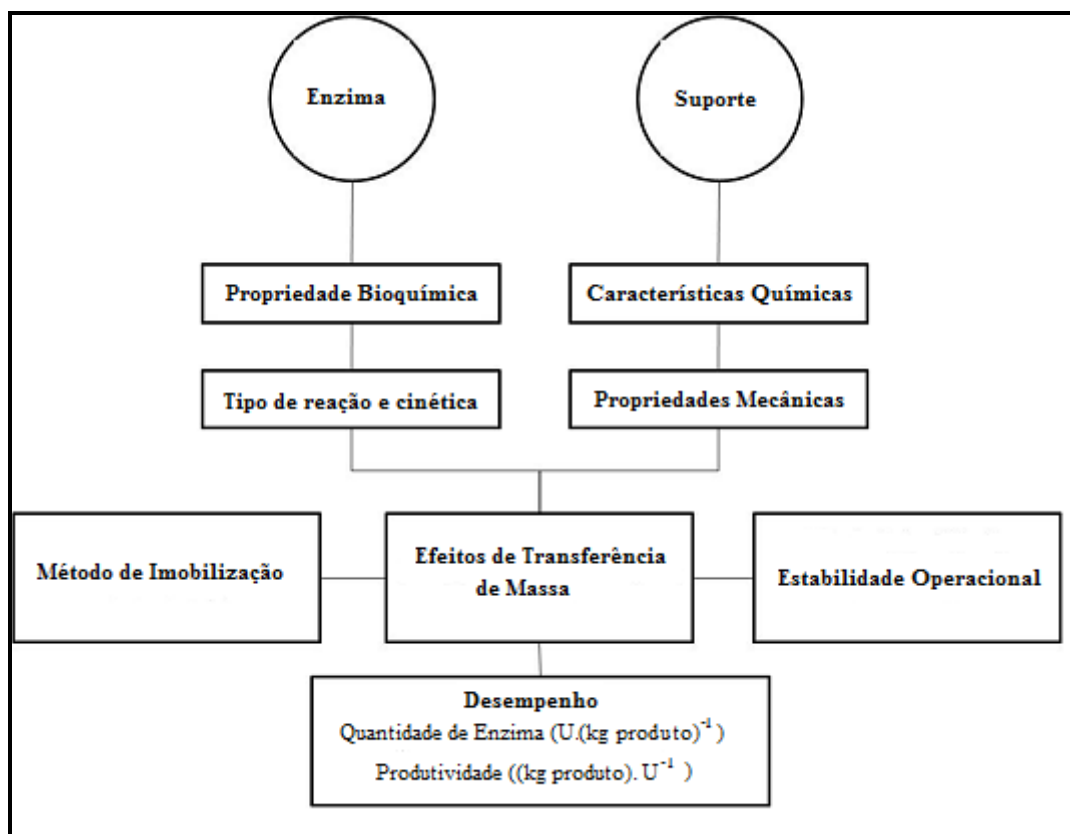 Enzima
Suporte
Propriedade Bioquímica
Características Químicas
Tipo de reação e cinética
Propriedades Mecânicas
Método de Imobilização
Efeitos de Transferência
de Massa
Estabilidade Operacional
Desempenho
Quantidade de Enzima (U.(kg produto)⁻¹ )
Produtividade ((kg produto). U⁻¹ )